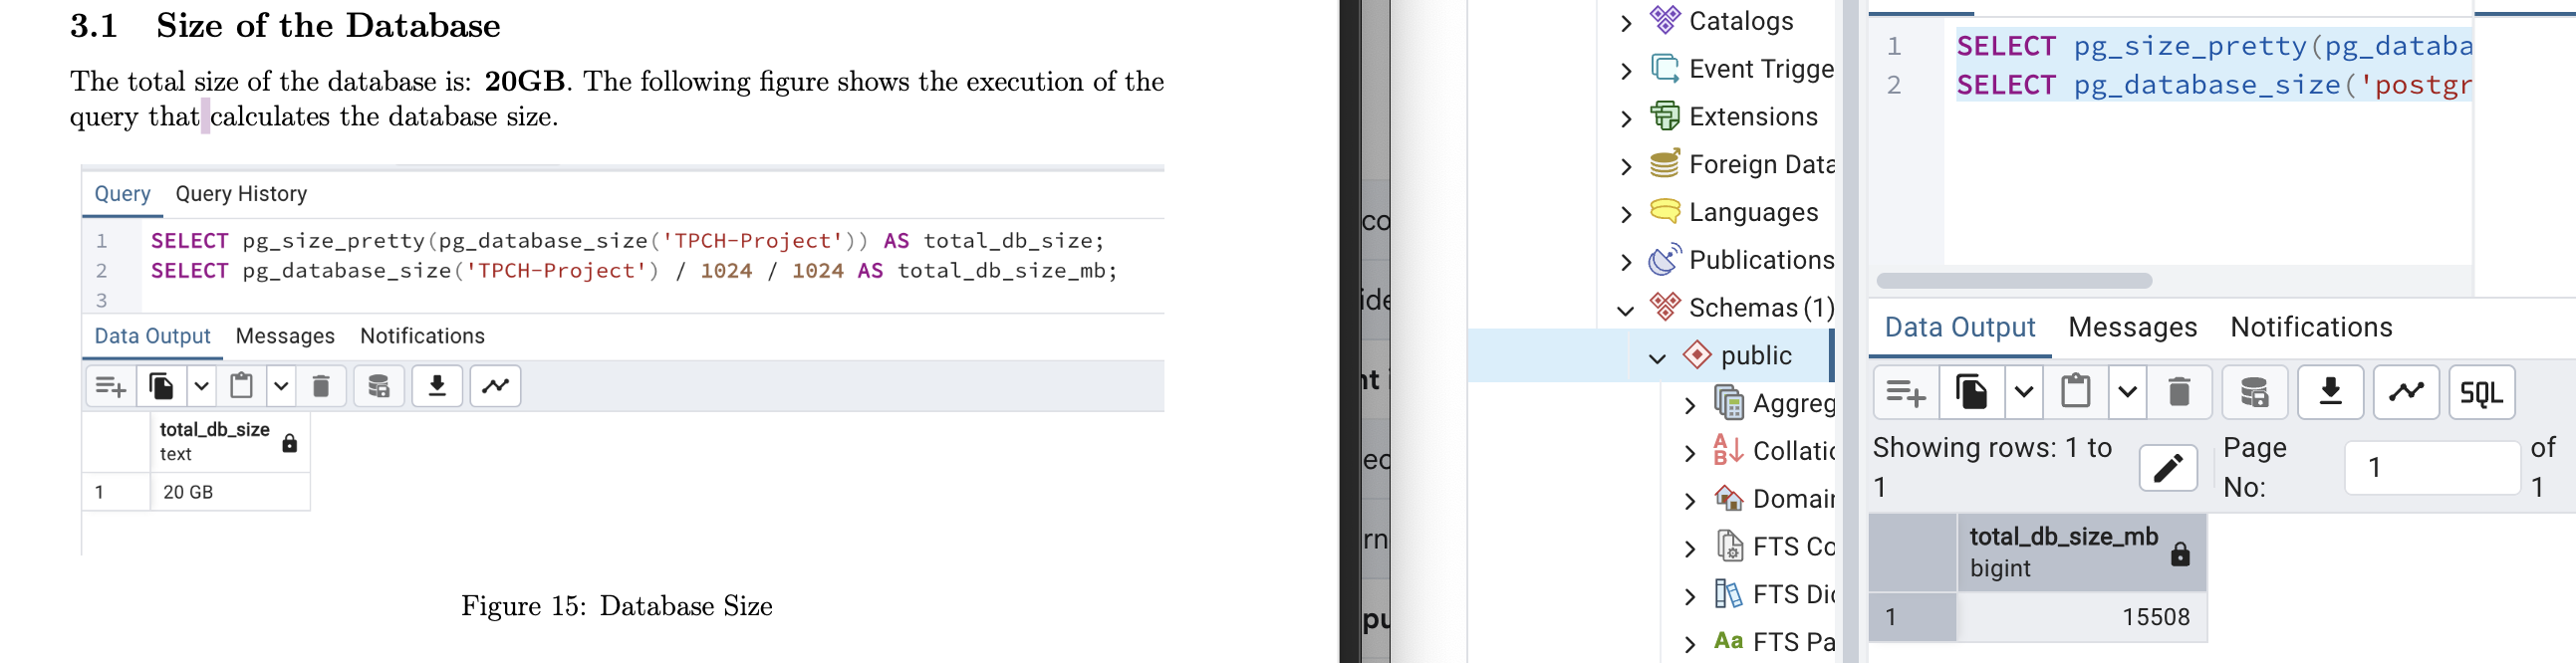 3.1 Size of the Database
The total size of the database is: 20GB. The following figure shows the execution of the
query that calculates the database size.
Query Query History
1 SELECT pg_size_pretty(pg_database_size('TPCH-Project')) AS total_db_size;
2 SELECT pg_database_size('TPCH-Project') / 1024 / 1024 AS total_db_size_mb;
3
Data Output Messages Notifications
total_db_size
text
1 20 GB
Figure 15: Database Size
co
ide
nt i
ec
rn
pu
Catalogs
Event Trigge
Extensions
Foreign Data
Languages
Publications
Schemas (1)
public
Aggreg
Collatio
Domain
FTS Co
FTS Dic
Aa FTS Pa
1 SELECT pg_size_pretty(pg_databa
2 SELECT pg_database_size('postgr
Data Output Messages Notifications
SQL
Showing rows: 1 to
1
Page
No:
1
of
1
total_db_size_mb
bigint
1 15508